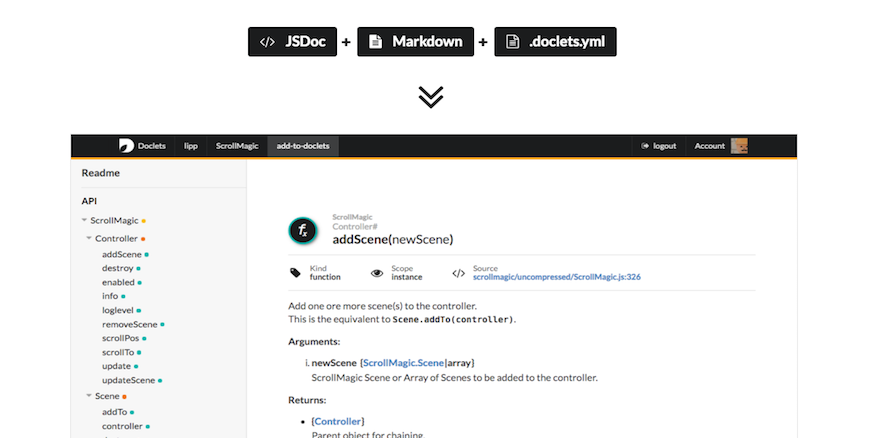 </> JSDoc + Markdown + .doclets.yml
Doclets lipp ScrollMagic add-to-doclets logout Account
Readme
API
ScrollMagic
Controller
addScene
destroy
enabled
info
loglevel
removeScene
scrollPos
scrollTo
update
updateScene
Scene
addTo
controller
fx
ScrollMagic
Controller#
addScene(newScene)
Kind
function
Scope
instance
</> Source
scrollmagic/uncompressed/ScrollMagic.js:326
Add one ore more scene(s) to the controller.
This is the equivalent to Scene.addTo(controller).
Arguments:
i. newScene {ScrollMagic.Scene|array}
ScrollMagic Scene or Array of Scenes to be added to the controller.
Returns:
• {Controller}
Parent object for chaining.